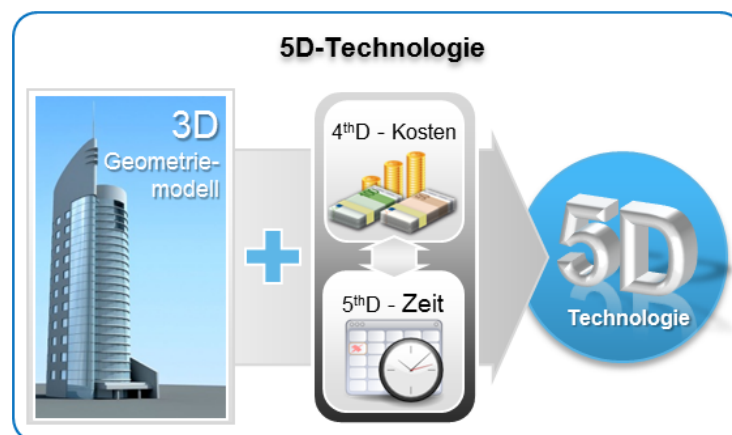 5D-Technologie
3D
Geometrie-
modell
4thD - Kosten
5thD - Zeit
5D
Technologie